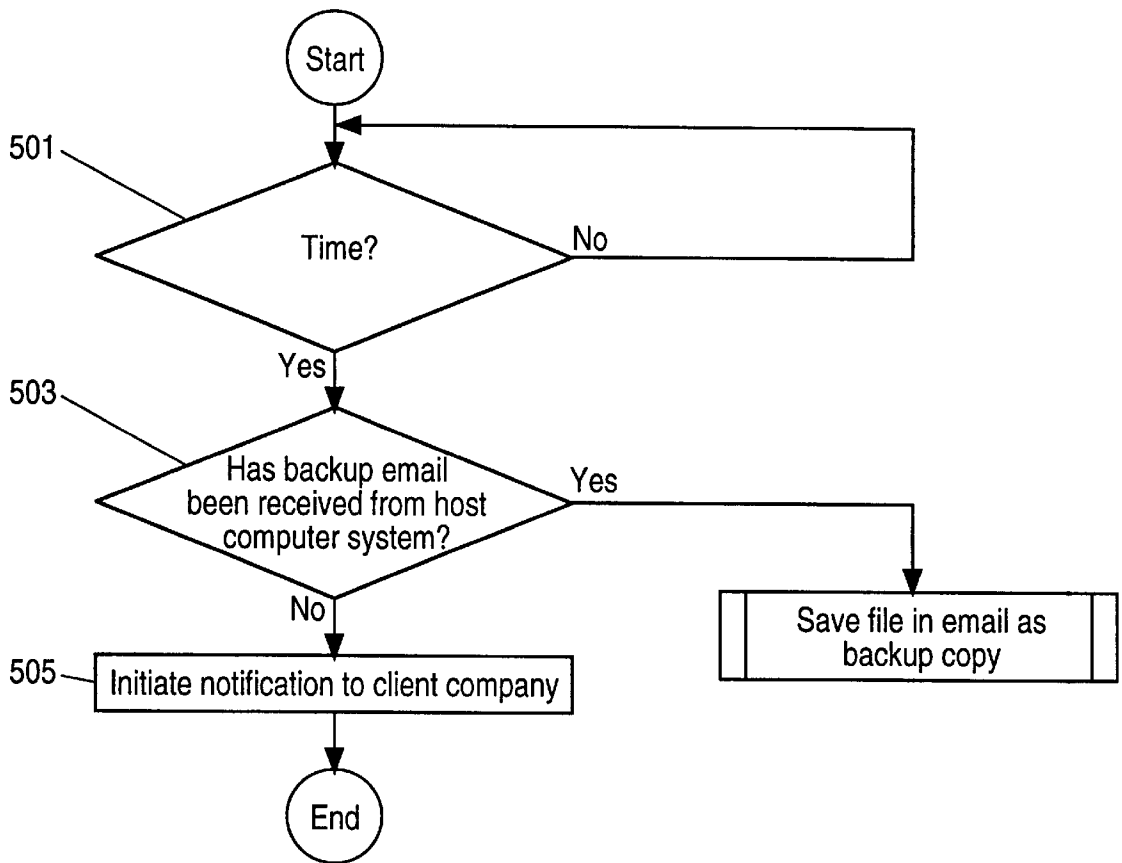 Start
501
Time?
No
Yes
503
Has backup email
been received from host
computer system?
Yes
No
Save file in email as
backup copy
505
Initiate notification to client company
End